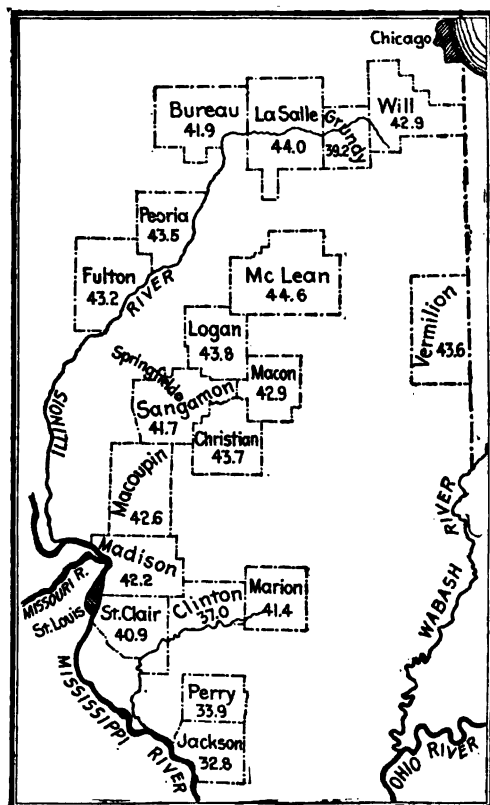 Chicago
Bureau
41.9
La Salle
44.0
Grundy
39.2
Will
42.9
Peoria
43.5
Fulton
43.2
RIVER
ILLINOIS
Mc Lean
44.6
Vermilion
43.6
Logan
43.8
Springfield
Sangamon
41.7
Macon
42.9
Christian
43.7
Macoupin
42.6
Madison
42.2
MISSOURI R.
St. Louis
St. Clair
40.9
Clinton
37.0
Marion
41.4
Perry
33.9
Jackson
32.8
MISSISSIPPI
RIVER
WABASH
RIVER
OHIO RIVER